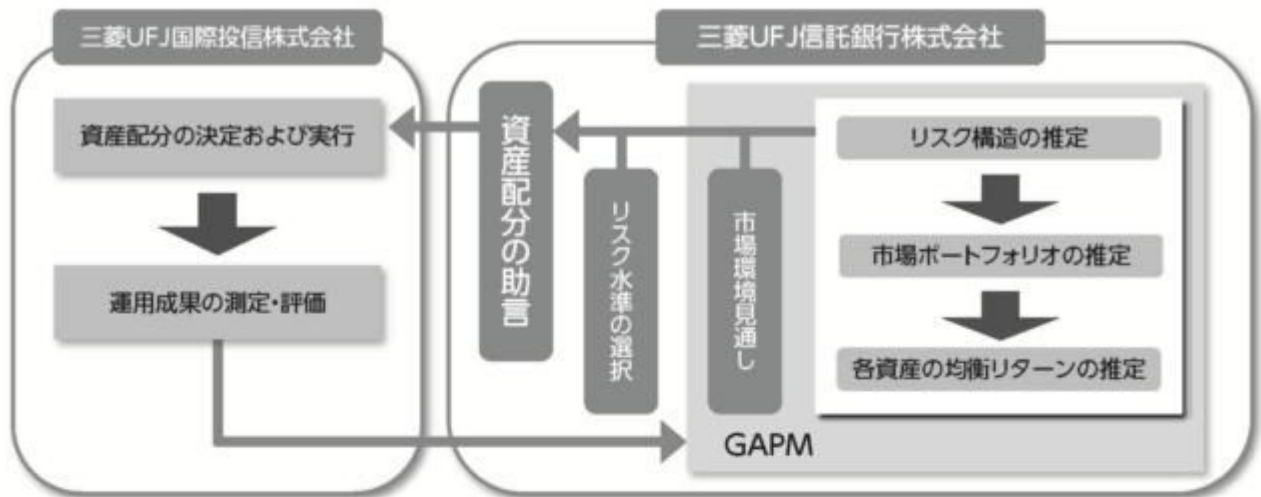 三菱UFJ国際投信株式会社
資産配分の決定および実行
運用成果の測定・評価
三菱UFJ信託銀行株式会社
資産配分の助言
リスク水準の選択
市場環境見通し
リスク構造の推定
市場ポートフォリオの推定
各資産の均衡リターンの推定
GAPM